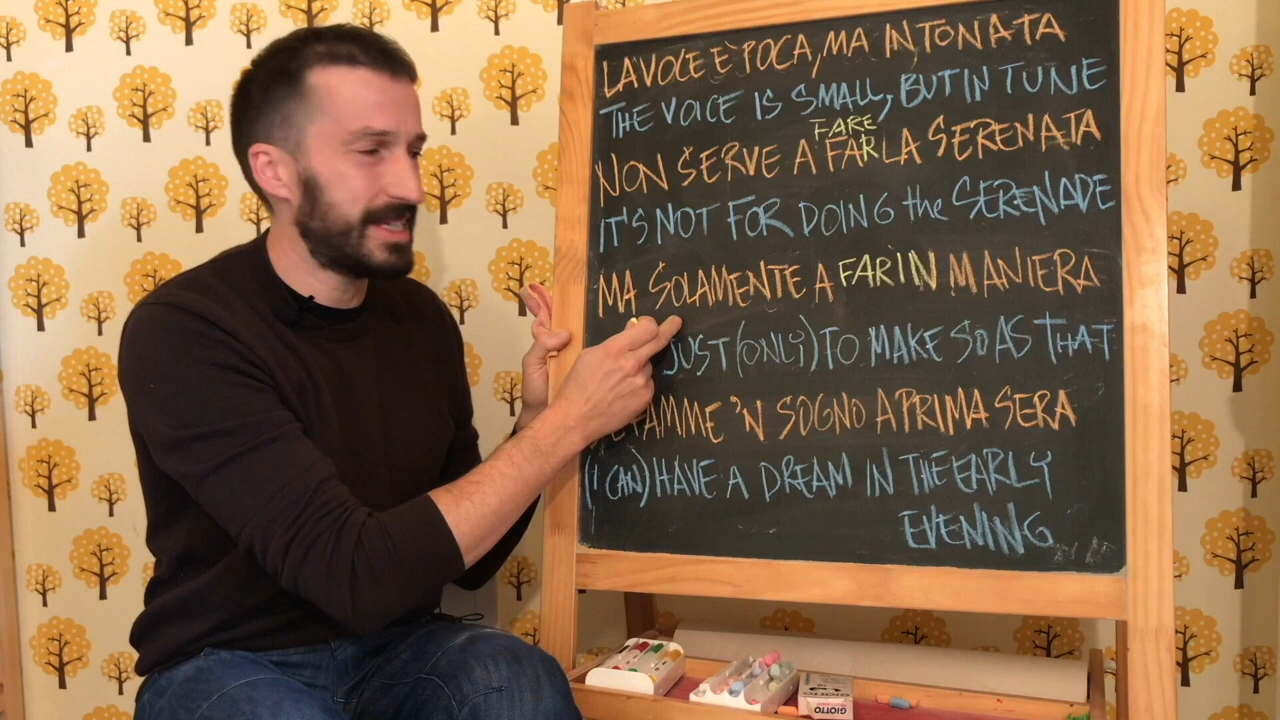 LA VOCE È POCA, MA INTONATA
THE VOICE IS SMALL, BUT IN TUNE
FARE
NON SERVE A FAR LA SERENATA
IT'S NOT FOR DOING the SERENADE
MA SOLAMENTE A FAR IN MANIERA
JUST (ONLY) TO MAKE SO AS THAT
FAMME 'N SOGNO A PRIMA SERA
(I CAN) HAVE A DREAM IN THE EARLY
EVENING
GIOTTO
GIOTTO